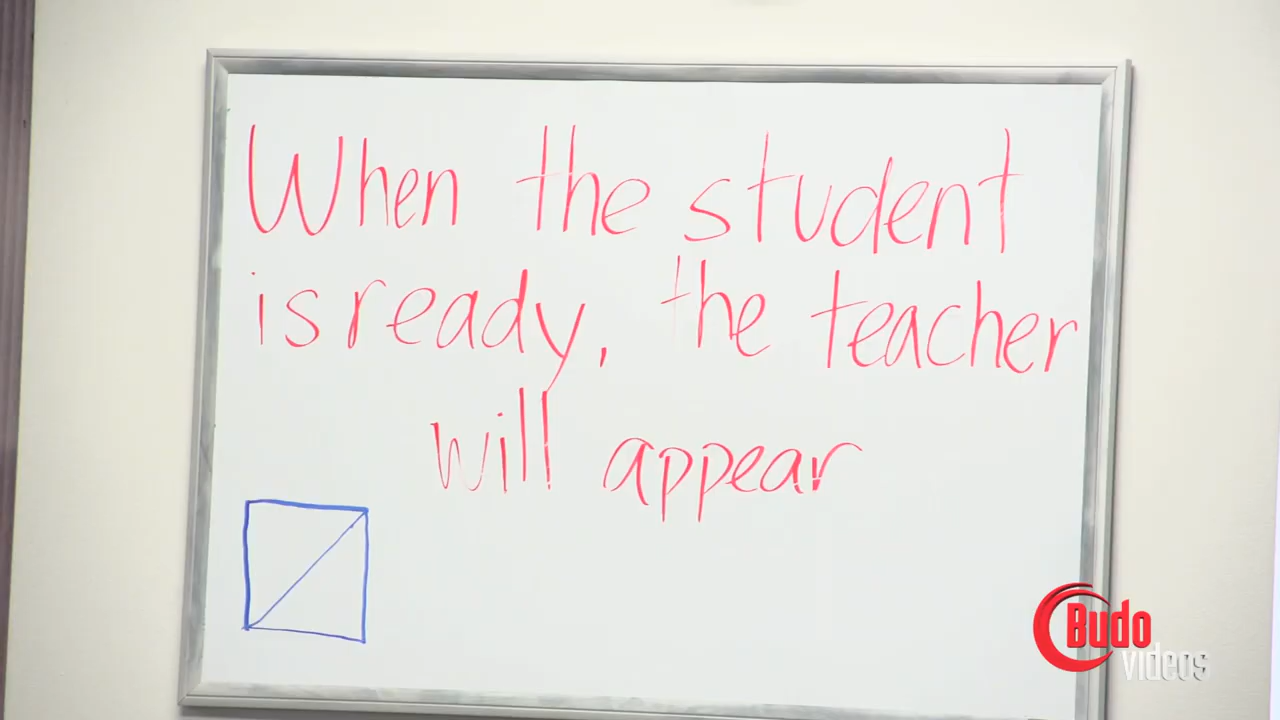 When the student
is ready, the teacher
will appear
Budo
videos